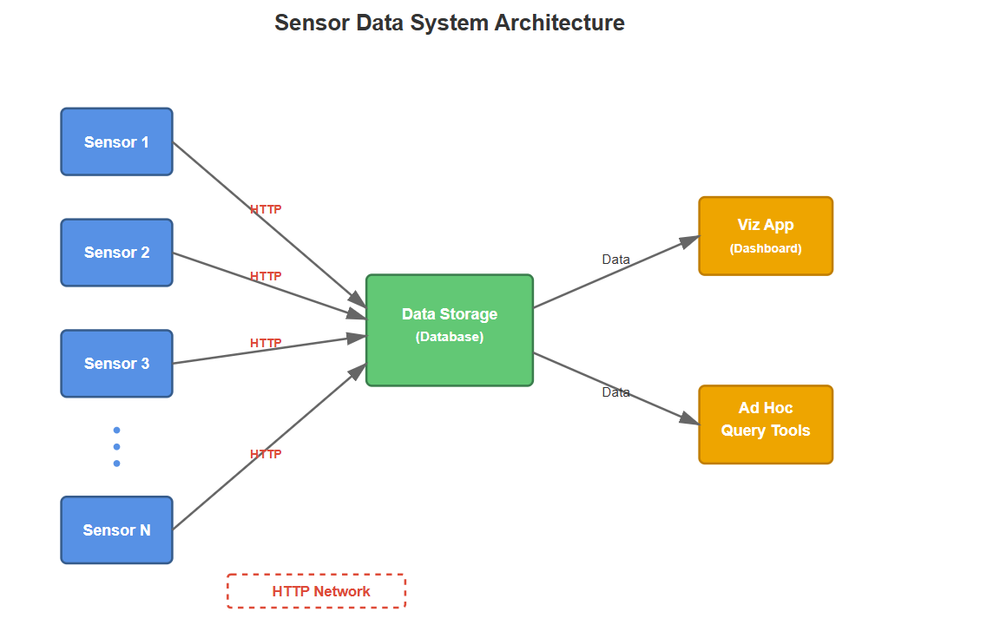 Sensor Data System Architecture
Sensor 1
HTTP
Sensor 2
HTTP
Sensor 3
HTTP
Sensor N
HTTP
Data Storage
(Database)
Data
Viz App
(Dashboard)
Data
Ad Hoc
Query Tools
HTTP Network